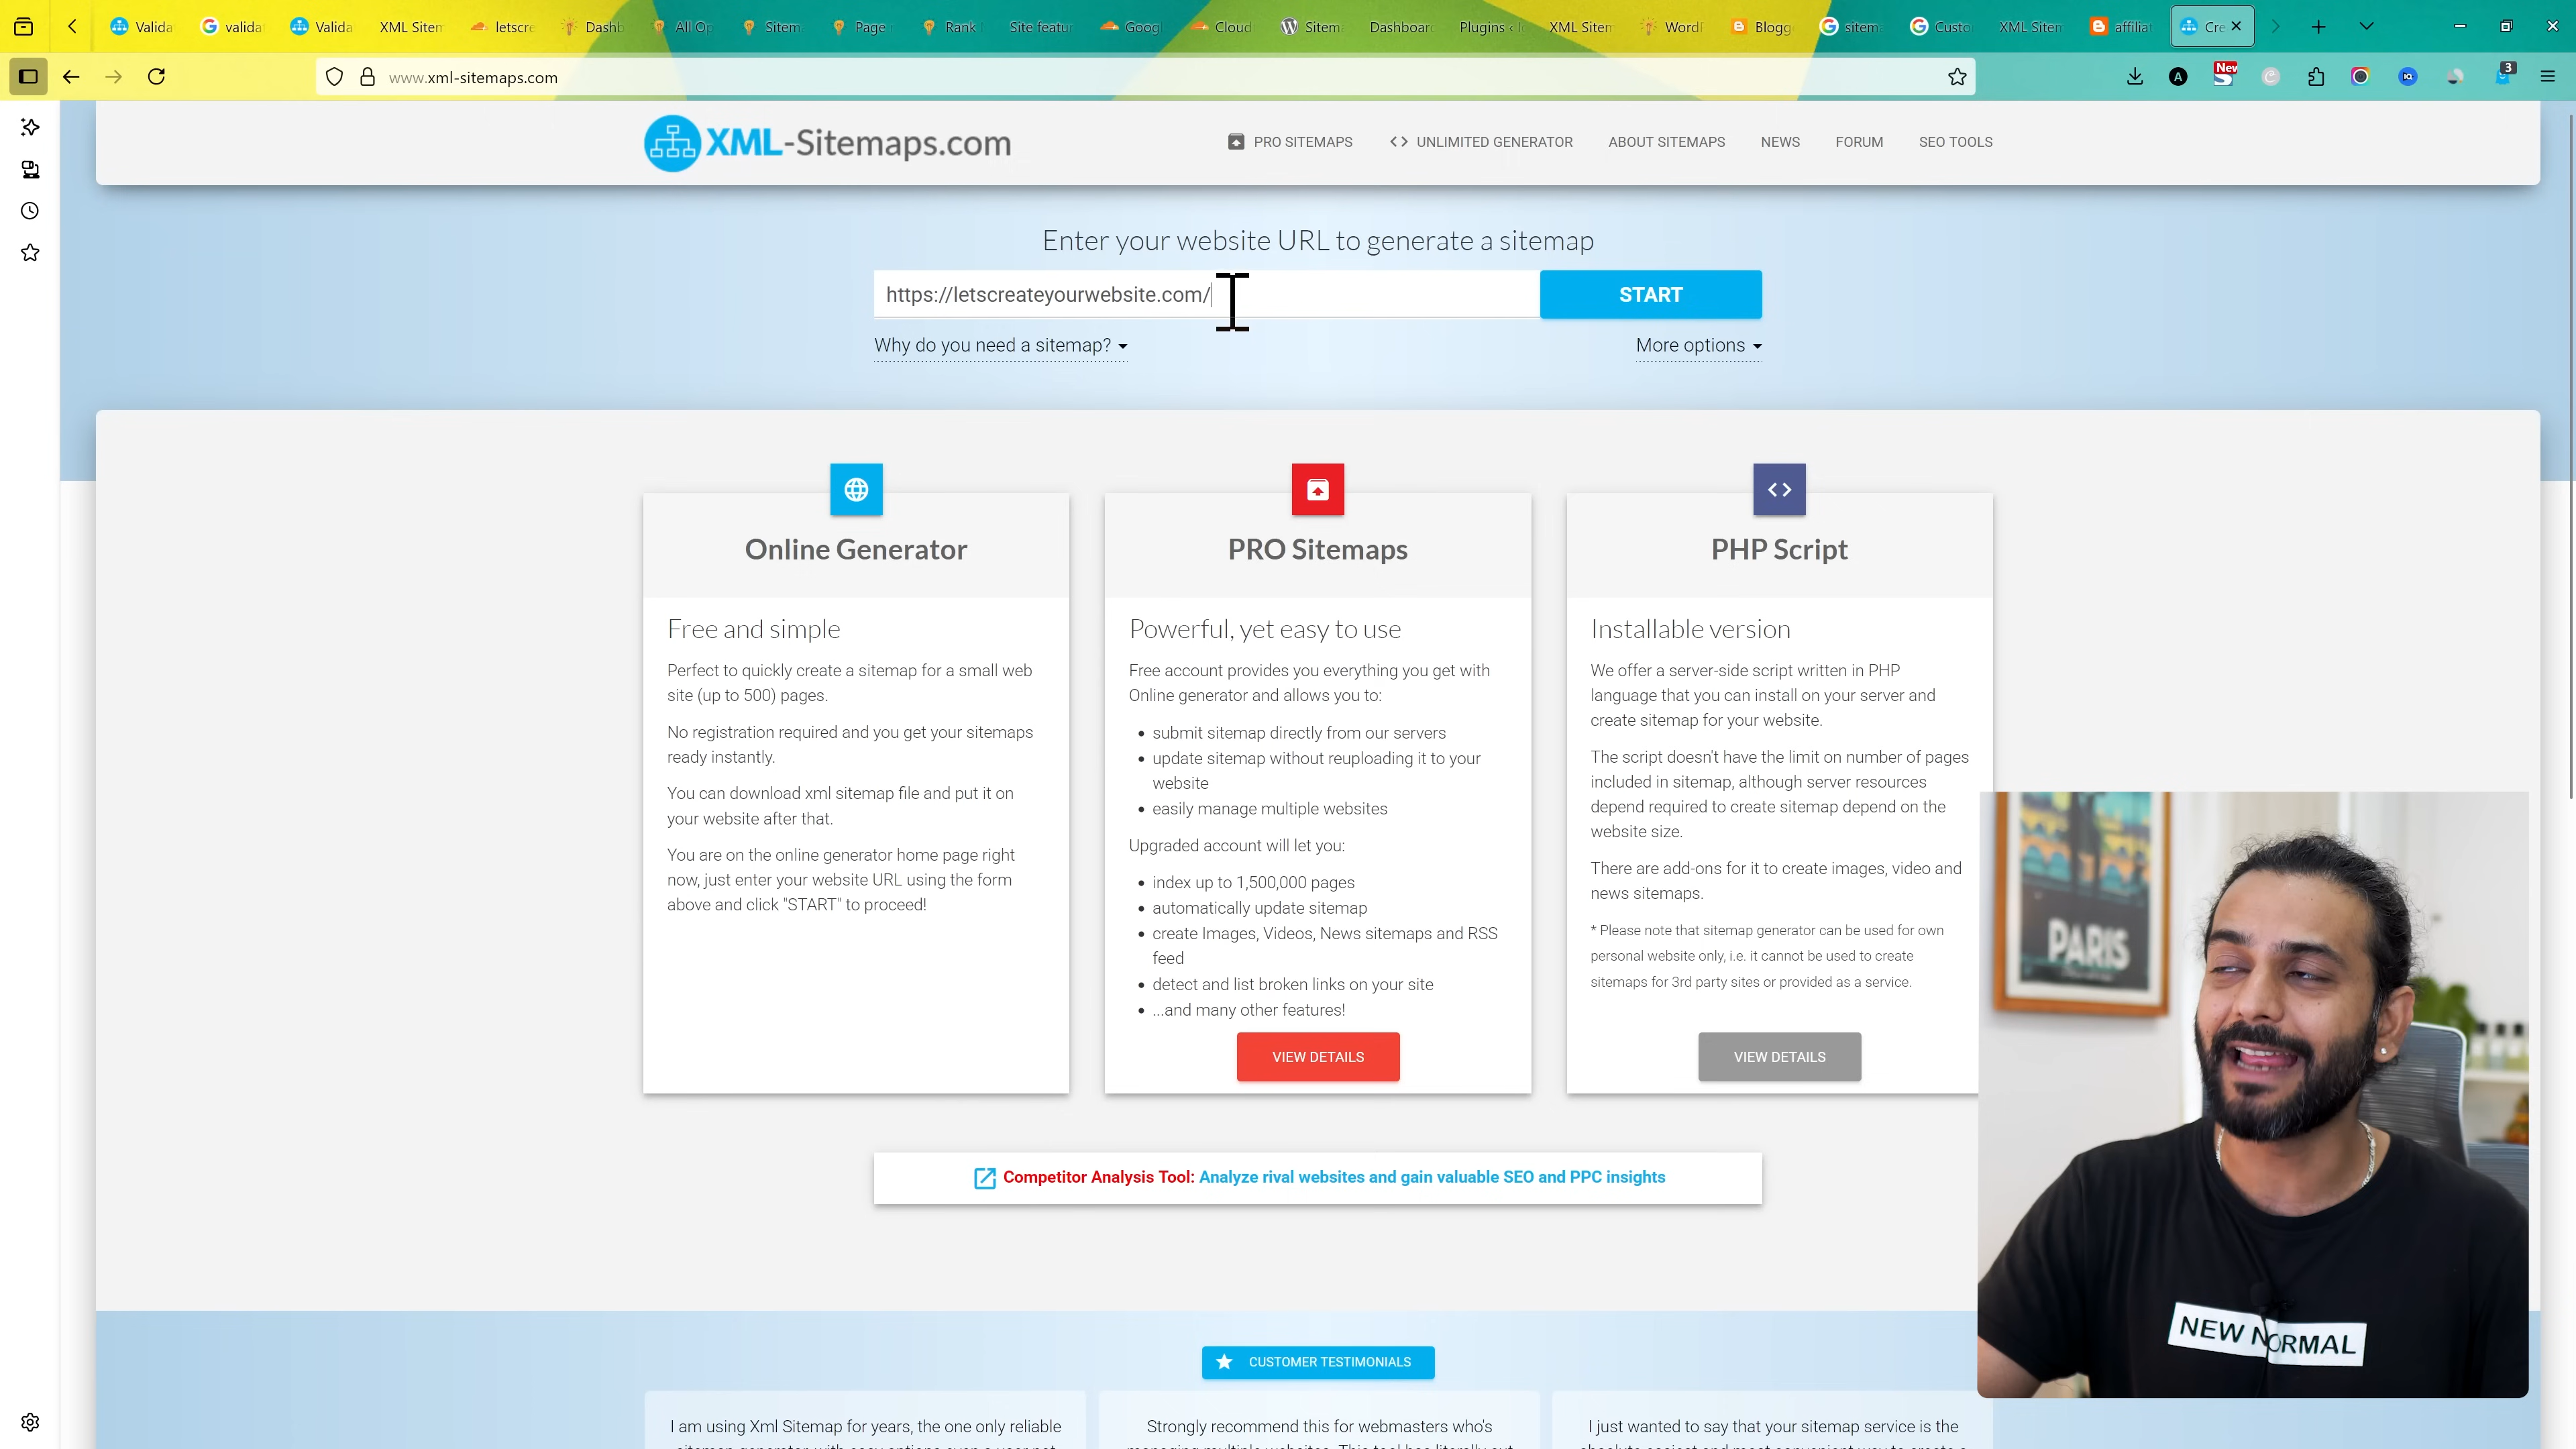 Valida
valida
Valida
XML Sitem
letscre
Dashb
All Op
Sitem
Page
Rank
Site featur
Googl
Cloud
Sitem
Dashboar
Plugins ‹
XML Sitem
Wordl
Blogg
sitem
Custo
XML Sitem
affilia
Cre
www.xml-sitemaps.com
A
New
3
XML-Sitemaps.com
PRO SITEMAPS
UNLIMITED GENERATOR
ABOUT SITEMAPS
NEWS
FORUM
SEO TOOLS
Enter your website URL to generate a sitemap
https://letscreateyourwebsite.com/
START
Why do you need a sitemap?
More options
Online Generator
Free and simple
Perfect to quickly create a sitemap for a small web
site (up to 500) pages.
No registration required and you get your sitemaps
ready instantly.
You can download xml sitemap file and put it on
your website after that.
You are on the online generator home page right
now, just enter your website URL using the form
above and click "START" to proceed!
PRO Sitemaps
Powerful, yet easy to use
Free account provides you everything you get with
Online generator and allows you to:
• submit sitemap directly from our servers
• update sitemap without reuploading it to your
website
• easily manage multiple websites
Upgraded account will let you:
• index up to 1,500,000 pages
• automatically update sitemap
• create Images, Videos, News sitemaps and RSS
feed
• detect and list broken links on your site
• ...and many other features!
VIEW DETAILS
PHP Script
Installable version
We offer a server-side script written in PHP
language that you can install on your server and
create sitemap for your website.
The script doesn't have the limit on number of pages
included in sitemap, although server resources
depend required to create sitemap depend on the
website size.
There are add-ons for it to create images, video and
news sitemaps.
* Please note that sitemap generator can be used for own
personal website only, i.e. it cannot be used to create
sitemaps for 3rd party sites or provided as a service.
VIEW DETAILS
PARIS
NEW NORMAL
Competitor Analysis Tool: Analyze rival websites and gain valuable SEO and PPC insights
CUSTOMER TESTIMONIALS
I am using Xml Sitemap for years, the one only reliable
Strongly recommend this for webmasters who's
I just wanted to say that your sitemap service is the